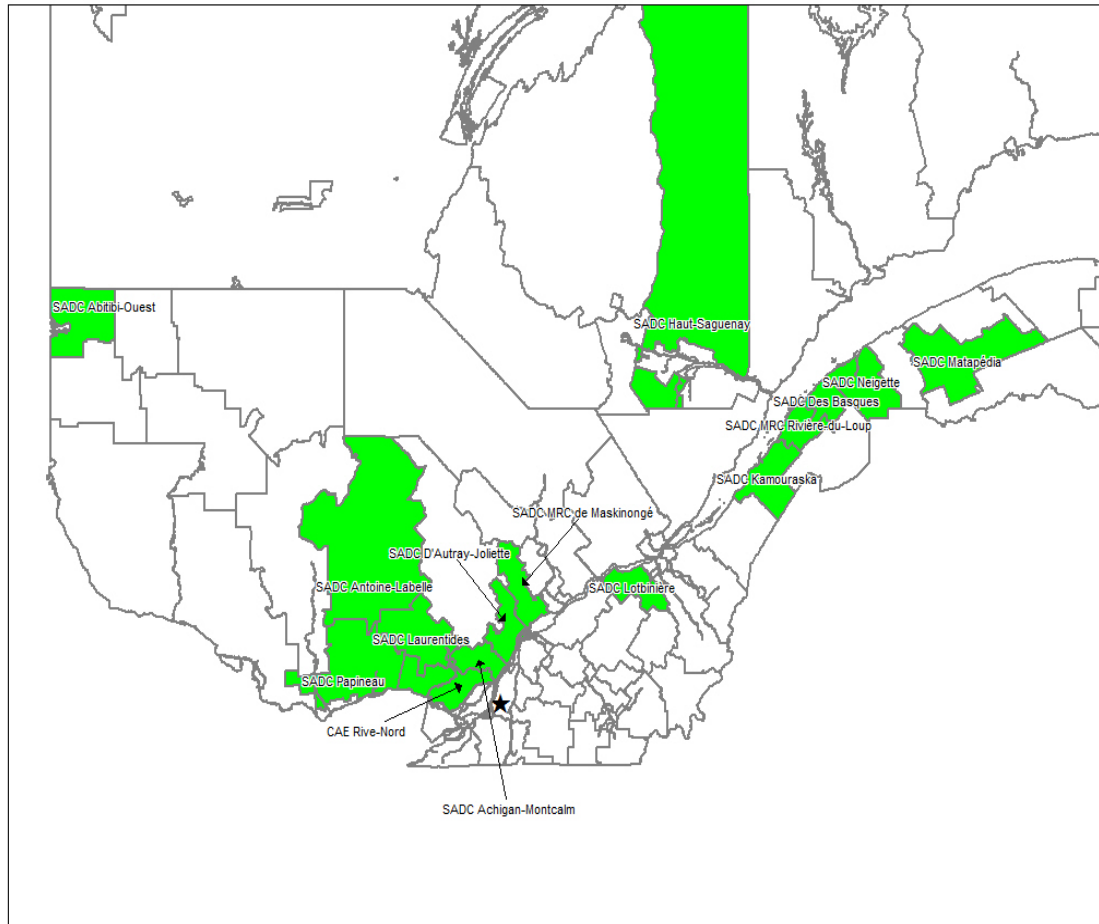 SADC Abitibi-Ouest
SADC Haut-Saguenay
SADC Matapédia
SADC Neigette
SADC Des Basques
SADC MRC Rivière-du-Loup
SADC Kamouraska
SADC MRC de Maskinongé
SADC D'Autray-Joliette
SADC Antoine-Labelle
SADC Lotbinière
SADC Laurentides
SADC Papineau
CAE Rive-Nord
SADC Achigan-Montcalm